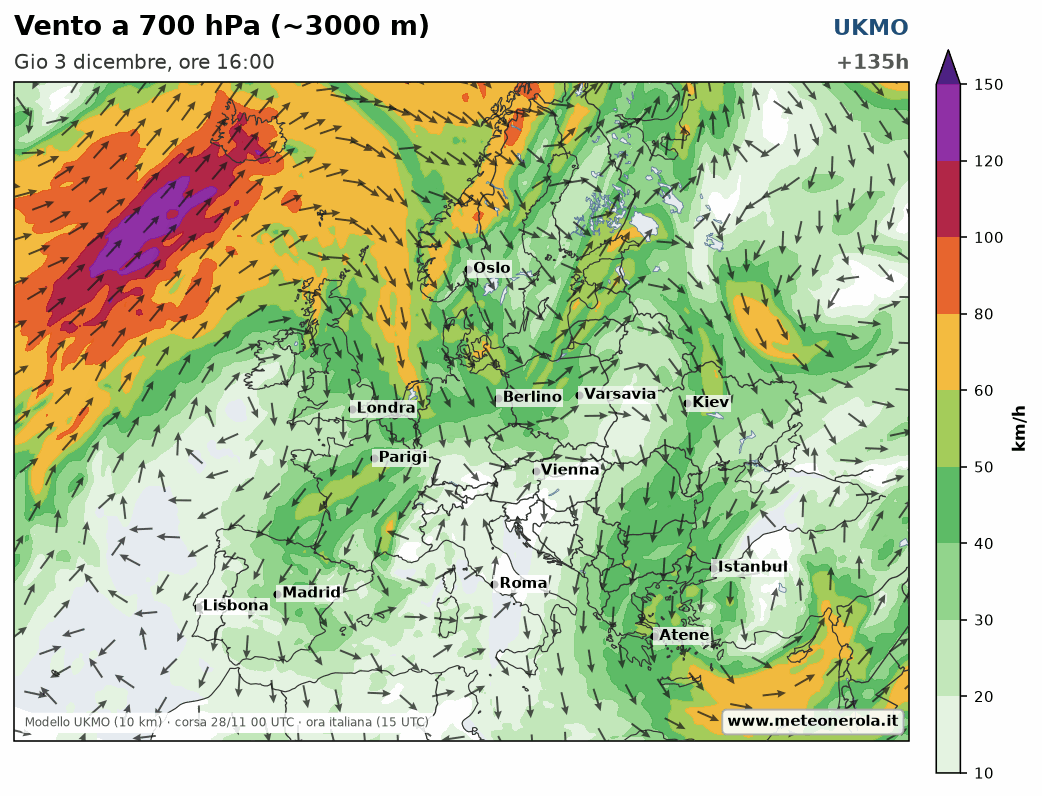 Vento a 700 hPa (~3000 m)
UKMO
Gio 3 dicembre, ore 16:00
+135h
150
120
100
80
60
50
40
30
20
10
km/h
Oslo
Londra
Berlino
Varsavia
Kiev
Parigi
Vienna
Istanbul
Roma
Madrid
Lisbona
Atene
Modello UKMO (10 km) · corsa 28/11 00 UTC · ora italiana (15 UTC)
www.meteonerola.it